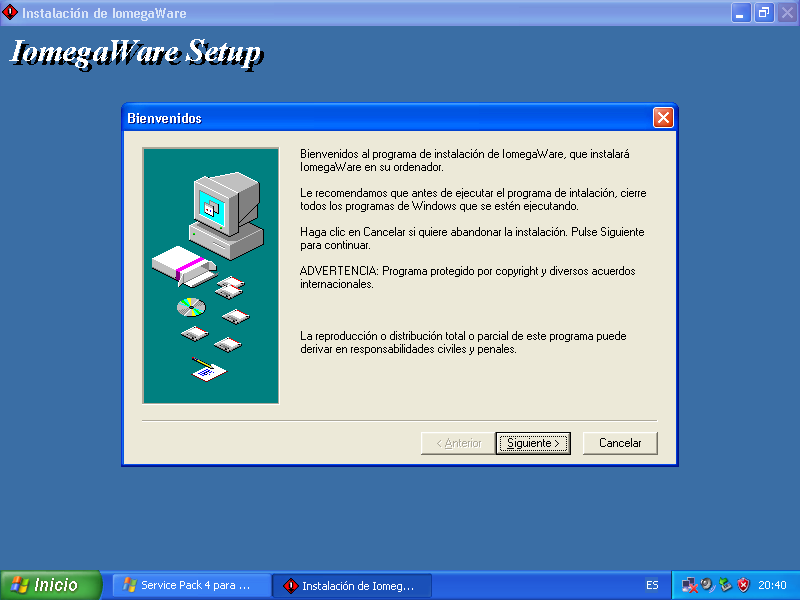 Instalación de IomegaWare
IomegaWare Setup
Bienvenidos
Bienvenidos al programa de instalación de IomegaWare, que instalará
IomegaWare en su ordenador.
Le recomendamos que antes de ejecutar el programa de intalación, cierre
todos los programas de Windows que se estén ejecutando.
Haga clic en Cancelar si quiere abandonar la instalación. Pulse Siguiente
para continuar.
ADVERTENCIA: Programa protegido por copyright y diversos acuerdos
internacionales.
La reproducción o distribución total o parcial de este programa puede
derivar en responsabilidades civiles y penales.
< Anterior
Siguiente >
Cancelar
Inicio
Service Pack 4 para ...
Instalación de Iomeg...
ES
20:40